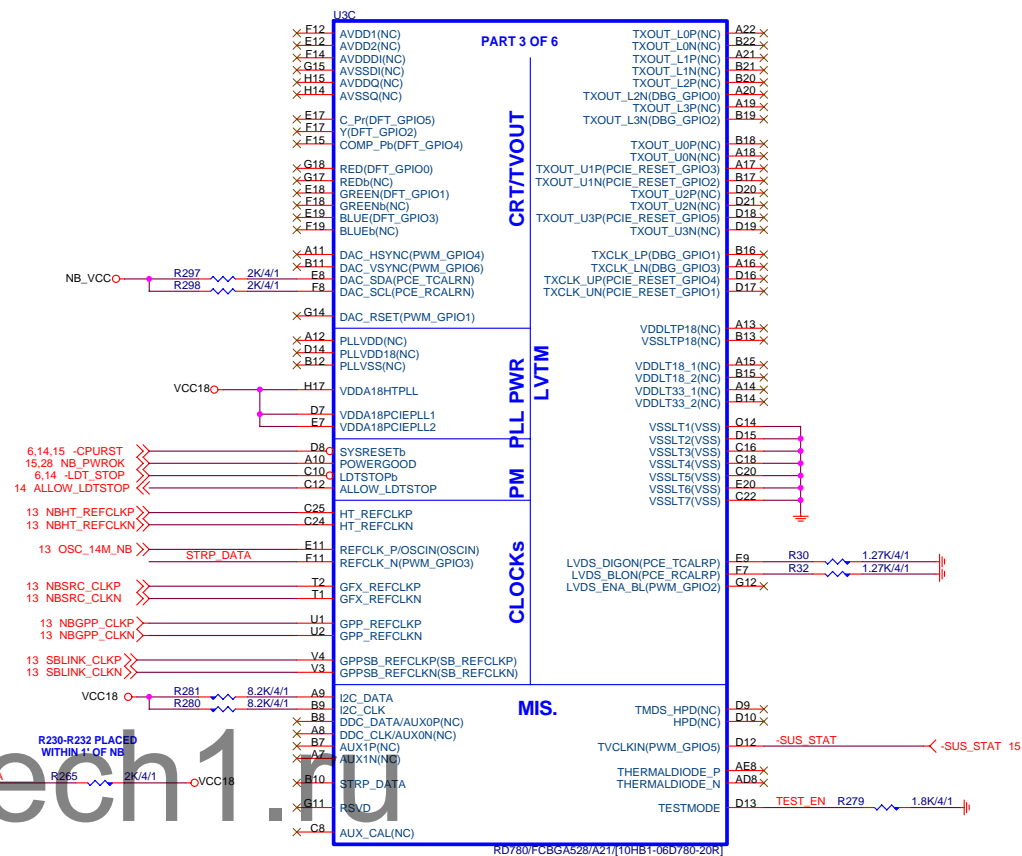 U3C
PART 3 OF 6
CRT/TVOUT
PLL PWR
LVTM
PM
CLOCKs
MIS.
F12 AVDD1(NC)
E12 AVDD2(NC)
F14 AVDDDI(NC)
G15 AVSSDI(NC)
H15 AVDDQ(NC)
H14 AVSSQ(NC)
E17 C_Pr(DFT_GPIO5)
F17 Y(DFT_GPIO2)
F15 COMP_Pb(DFT_GPIO4)
G18 RED(DFT_GPIO0)
G17 REDb(NC)
E18 GREEN(DFT_GPIO1)
F18 GREENb(NC)
E19 BLUE(DFT_GPIO3)
F19 BLUEb(NC)
A11 DAC_HSYNC(PWM_GPIO4)
B11 DAC_VSYNC(PWM_GPIO6)
NB_VCC R297 2K/4/1 E8 DAC_SDA(PCE_TCALRN)
R298 2K/4/1 F8 DAC_SCL(PCE_RCALRN)
G14 DAC_RSET(PWM_GPIO1)
A12 PLLVDD(NC)
D14 PLLVDD18(NC)
B12 PLLVSS(NC)
VCC18 H17 VDDA18HTPLL
D7 VDDA18PCIEPLL1
E7 VDDA18PCIEPLL2
6,14,15 -CPURST D8 SYSRESETb
15,28 NB_PWROK A10 POWERGOOD
6,14 -LDT_STOP C10 LDTSTOPb
14 ALLOW_LDTSTOP C12 ALLOW_LDTSTOP
13 NBHT_REFCLKP C25 HT_REFCLKP
13 NBHT_REFCLKN C24 HT_REFCLKN
13 OSC_14M_NB E11 REFCLK_P/OSCIN(OSCIN)
STRP_DATA F11 REFCLK_N(PWM_GPIO3)
13 NBSRC_CLKP T2 GFX_REFCLKP
13 NBSRC_CLKN T1 GFX_REFCLKN
13 NBGPP_CLKP U1 GPP_REFCLKP
13 NBGPP_CLKN U2 GPP_REFCLKN
13 SBLINK_CLKP V4 GPPSB_REFCLKP(SB_REFCLKP)
13 SBLINK_CLKN V3 GPPSB_REFCLKN(SB_REFCLKN)
VCC18 R281 8.2K/4/1 A9 I2C_DATA
R280 8.2K/4/1 B9 I2C_CLK
B8 DDC_DATA/AUX0P(NC)
A8 DDC_CLK/AUX0N(NC)
B7 AUX1P(NC)
A7 AUX1N(NC)
B10 STRP_DATA
G11 RSVD
C8 AUX_CAL(NC)
R230-R232 PLACED
WITHIN 1' OF NB
R265 2K/4/1 VCC18
TXOUT_L0P(NC) A22
TXOUT_L0N(NC) B22
TXOUT_L1P(NC) A21
TXOUT_L1N(NC) B21
TXOUT_L2P(NC) B20
TXOUT_L2N(DBG_GPIO0) A20
TXOUT_L3P(NC) A19
TXOUT_L3N(DBG_GPIO2) B19
TXOUT_U0P(NC) B18
TXOUT_U0N(NC) A18
TXOUT_U1P(PCIE_RESET_GPIO3) A17
TXOUT_U1N(PCIE_RESET_GPIO2) B17
TXOUT_U2P(NC) D20
TXOUT_U2N(NC) D21
TXOUT_U3P(PCIE_RESET_GPIO5) D18
TXOUT_U3N(NC) D19
TXCLK_LP(DBG_GPIO1) B16
TXCLK_LN(DBG_GPIO3) A16
TXCLK_UP(PCIE_RESET_GPIO4) D16
TXCLK_UN(PCIE_RESET_GPIO1) D17
VDDLTP18(NC) A13
VSSLTP18(NC) B13
VDDLT18_1(NC) A15
VDDLT18_2(NC) B15
VDDLT33_1(NC) A14
VDDLT33_2(NC) B14
VSSLT1(VSS) C14
VSSLT2(VSS) D15
VSSLT3(VSS) C16
VSSLT4(VSS) C18
VSSLT5(VSS) C20
VSSLT6(VSS) E20
VSSLT7(VSS) C22
LVDS_DIGON(PCE_TCALRP) E9 R30 1.27K/4/1
LVDS_BLON(PCE_RCALRP) F7 R32 1.27K/4/1
LVDS_ENA_BL(PWM_GPIO2) G12
TMDS_HPD(NC) D9
HPD(NC) D10
TVCLKIN(PWM_GPIO5) D12 -SUS_STAT -SUS_STAT 15
THERMALDIODE_P AE8
THERMALDIODE_N AD8
TESTMODE D13 TEST_EN R279 1.8K/4/1
RD780/FCBGA528/A21/[10HB1-06D780-20R]
ech1.ru